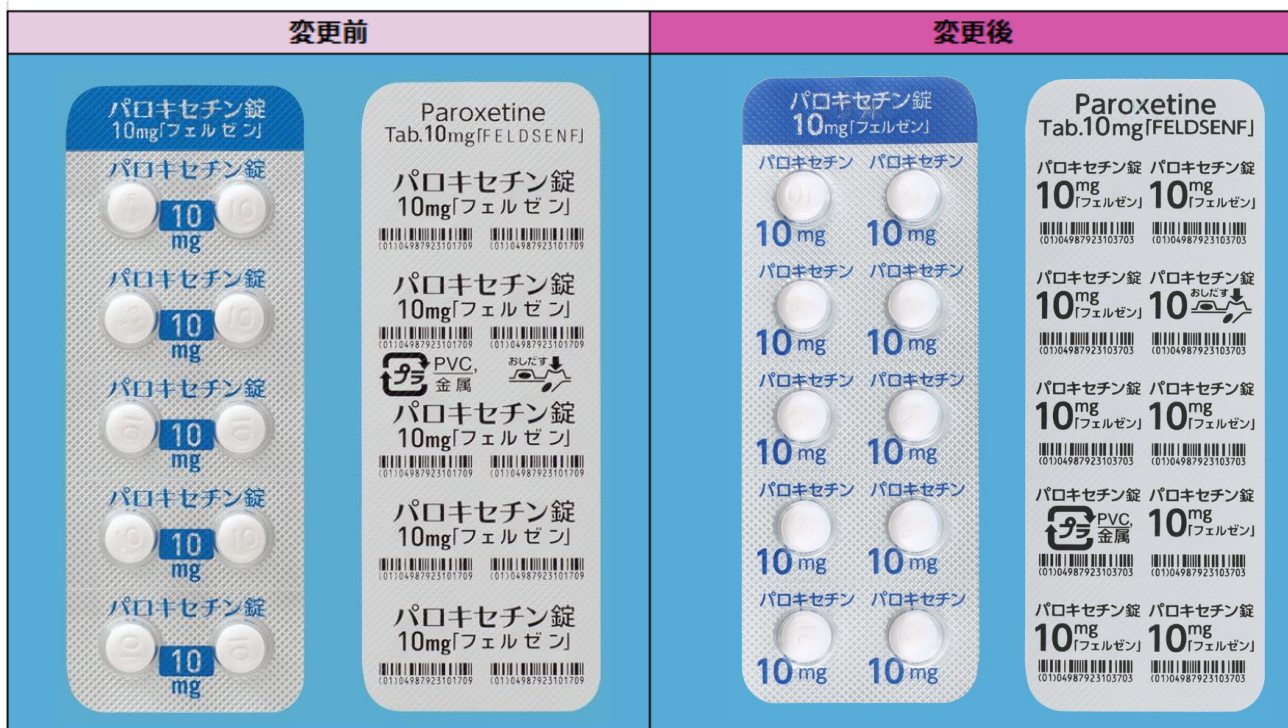 変更前
変更後
パロキセチン錠
10mg「フェルゼン」
パロキセチン錠
10
mg
パロキセチン錠
10
mg
パロキセチン錠
10
mg
パロキセチン錠
10
mg
パロキセチン錠
10
mg
Paroxetine
Tab.10mg「FELDSENF」
パロキセチン錠
10mg「フェルゼン」
(01)04987923101709 (01)04987923101709
パロキセチン錠
10mg「フェルゼン」
(01)04987923101709 (01)04987923101709
プラ PVC, 金属 おしだす
パロキセチン錠
10mg「フェルゼン」
(01)04987923101709 (01)04987923101709
パロキセチン錠
10mg「フェルゼン」
(01)04987923101709 (01)04987923101709
パロキセチン錠
10mg「フェルゼン」
(01)04987923101709 (01)04987923101709
パロキセチン錠
10mg「フェルゼン」
パロキセチン パロキセチン
10mg 10mg
パロキセチン パロキセチン
10mg 10mg
パロキセチン パロキセチン
10mg 10mg
パロキセチン パロキセチン
10mg 10mg
パロキセチン パロキセチン
10mg 10mg
Paroxetine
Tab.10mg「FELDSENF」
パロキセチン錠 パロキセチン錠
10mg「フェルゼン」 10mg「フェルゼン」
(01)04987923103703 (01)04987923103703
パロキセチン錠 パロキセチン錠
10mg「フェルゼン」 10 おしだす
(01)04987923103703 (01)04987923103703
パロキセチン錠 パロキセチン錠
10mg「フェルゼン」 10mg「フェルゼン」
(01)04987923103703 (01)04987923103703
パロキセチン錠 パロキセチン錠
プラ PVC, 金属 10mg「フェルゼン」
(01)04987923103703 (01)04987923103703
パロキセチン錠 パロキセチン錠
10mg「フェルゼン」 10mg「フェルゼン」
(01)04987923103703 (01)04987923103703